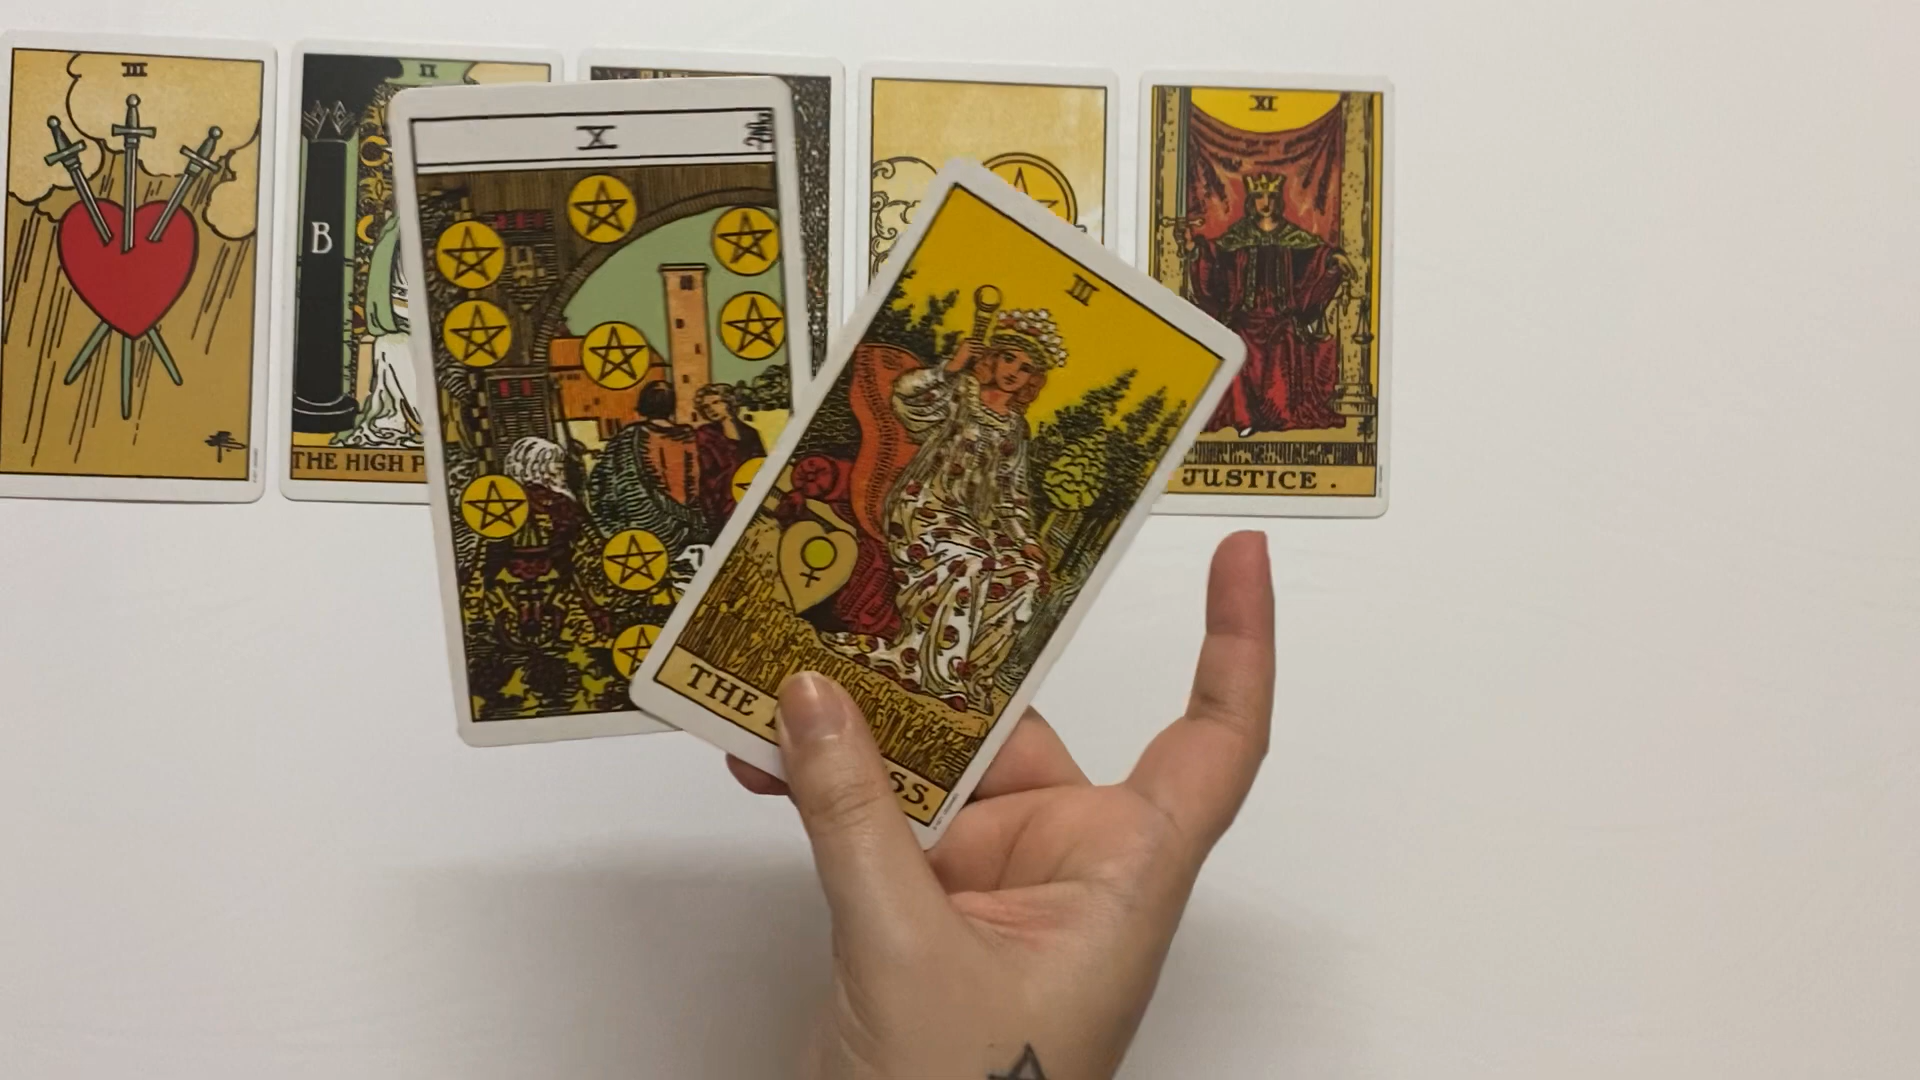 III
II
THE HIGH P
B
X
XI
JUSTICE .
III
THE
SS.